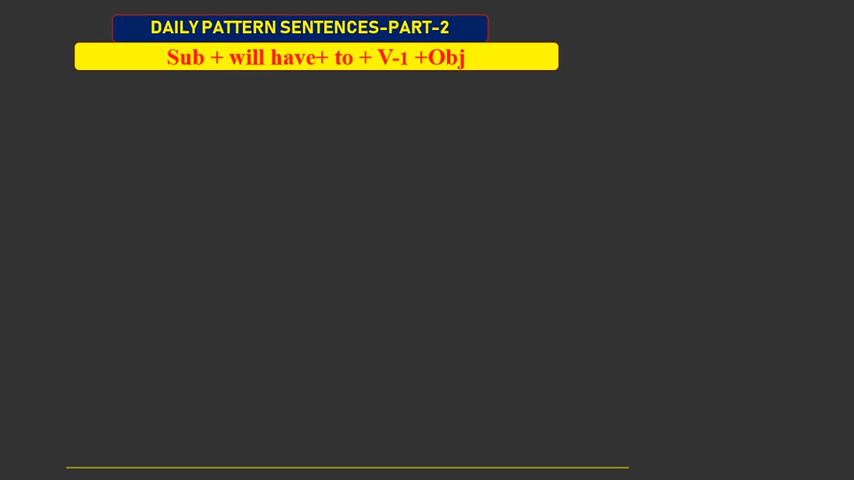 DAILY PATTERN SENTENCES-PART-2
Sub + will have+ to + V-1 +Obj